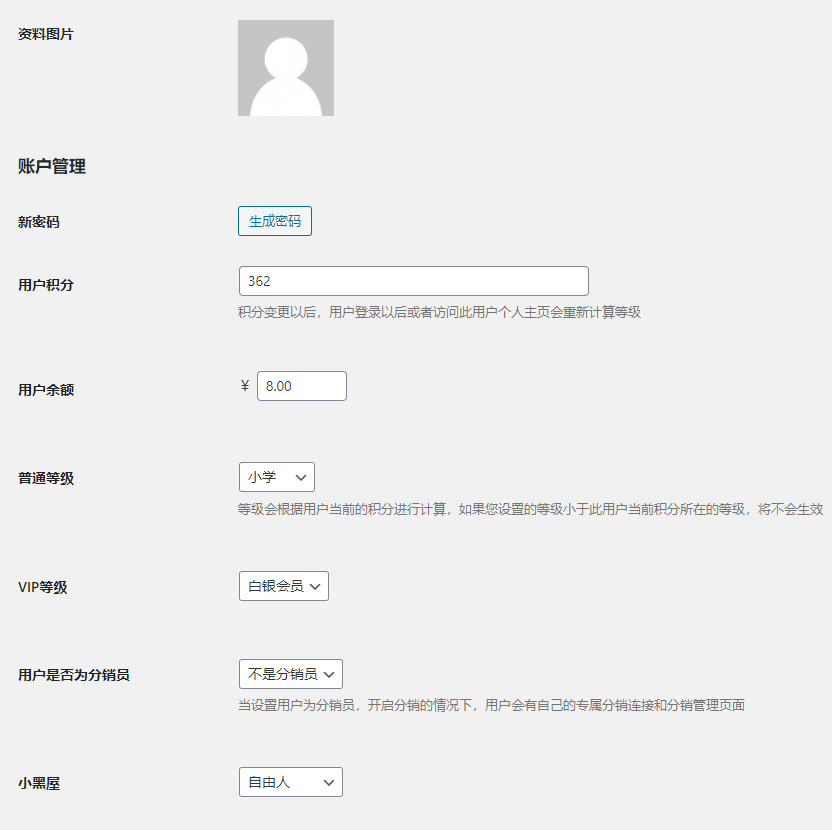 资料图片
账户管理
新密码 生成密码
用户积分 362
积分变更以后，用户登录以后或者访问此用户个人主页会重新计算等级
用户余额 ¥ 8.00
普通等级 小学
等级会根据用户当前的积分进行计算，如果您设置的等级小于此用户当前积分所在的等级，将不会生效
VIP等级 白银会员
用户是否为分销员 不是分销员
当设置用户为分销员，开启分销的情况下，用户会有自己的专属分销连接和分销管理页面
小黑屋 自由人